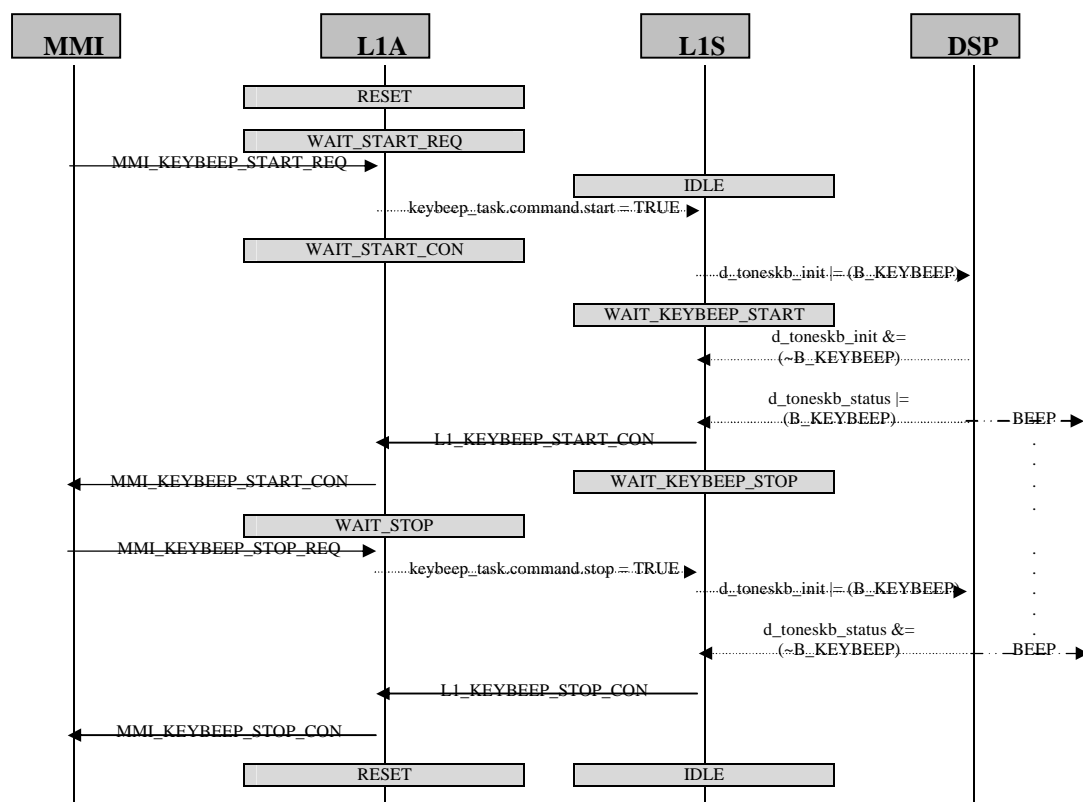 MMI L1A L1S DSP
RESET
WAIT_START_REQ
MMI_KEYBEEP_START_REQ
IDLE
keybeep_task.command.start = TRUE
WAIT_START_CON
d_toneskb_init |= (B_KEYBEEP)
WAIT_KEYBEEP_START
d_toneskb_init &=
(~B_KEYBEEP)
d_toneskb_status |=
(B_KEYBEEP) BEEP
L1_KEYBEEP_START_CON
MMI_KEYBEEP_START_CON
WAIT_KEYBEEP_STOP
WAIT_STOP
MMI_KEYBEEP_STOP_REQ
keybeep_task.command.stop = TRUE
d_toneskb_init |= (B_KEYBEEP)
d_toneskb_status &=
(~B_KEYBEEP) BEEP
L1_KEYBEEP_STOP_CON
MMI_KEYBEEP_STOP_CON
RESET IDLE